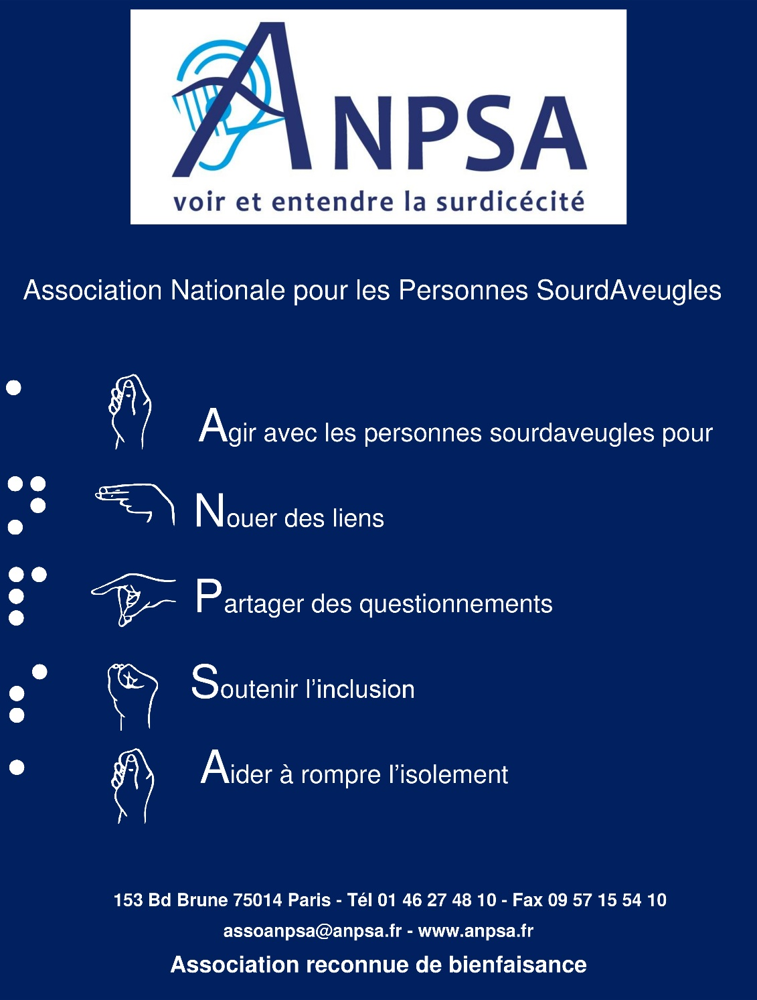 ANPSA
voir et entendre la surdicécité
Association Nationale pour les Personnes SourdAveugles
Agir avec les personnes sourdaveugles pour
Nouer des liens
Partager des questionnements
Soutenir l’inclusion
Aider à rompre l’isolement
153 Bd Brune 75014 Paris - Tél 01 46 27 48 10 - Fax 09 57 15 54 10
assoanpsa@anpsa.fr - www.anpsa.fr
Association reconnue de bienfaisance